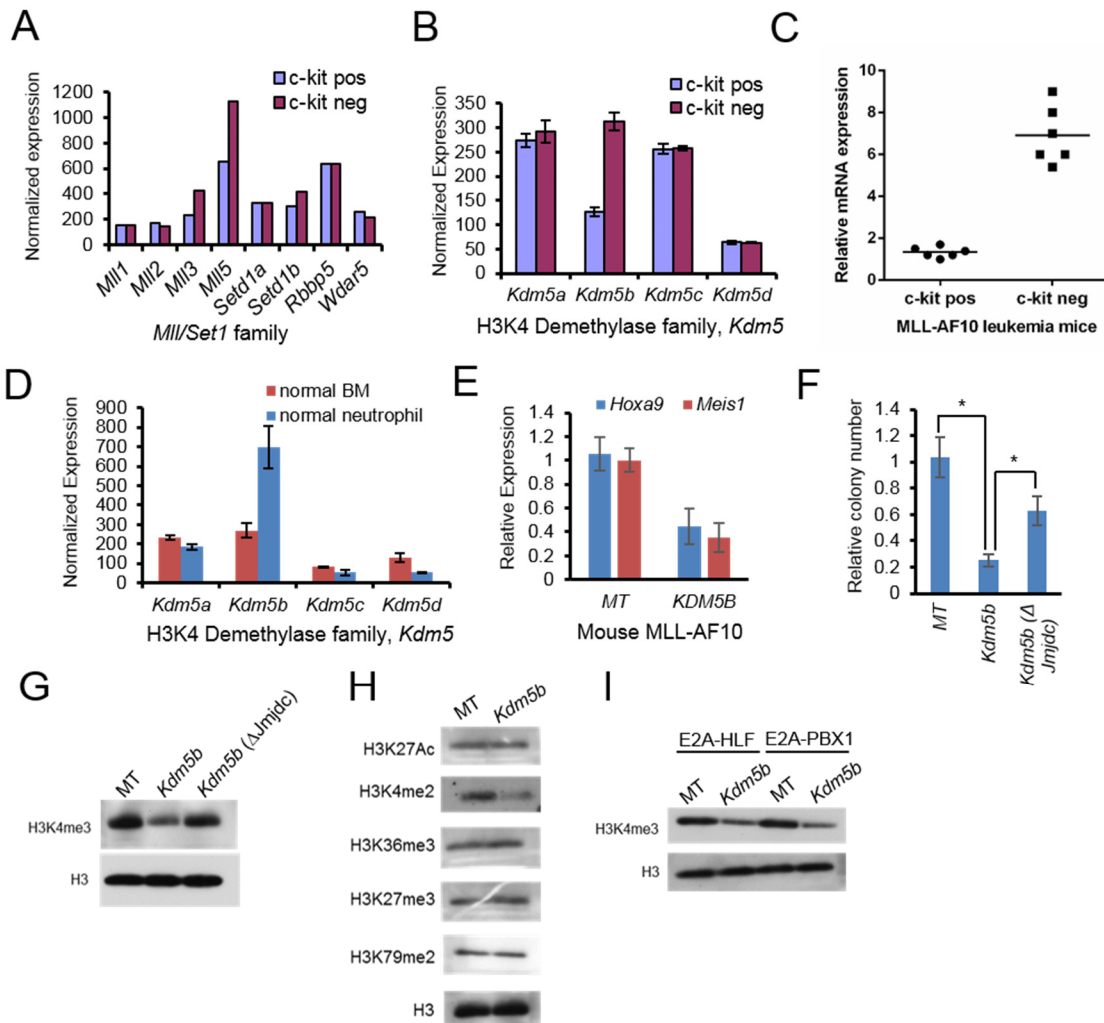 A
c-kit pos
c-kit neg
Normalized expression
1200
1000
800
600
400
200
0
Mll1
Mll2
Mll3
Mll5
Setd1a
Setd1b
Rbbp5
Wdar5
Mll/Set1 family
B
c-kit pos
c-kit neg
Normalized Expression
350
300
250
200
150
100
50
0
Kdm5a Kdm5b Kdm5c Kdm5d
H3K4 Demethylase family, Kdm5
C
Relative mRNA expression
10
8
6
4
2
0
c-kit pos c-kit neg
MLL-AF10 leukemia mice
D
normal BM
normal neutrophil
Normalized Expression
900
800
700
600
500
400
300
200
100
0
Kdm5a Kdm5b Kdm5c Kdm5d
H3K4 Demethylase family, Kdm5
E
Hoxa9 Meis1
Relative Expression
1.4
1.2
1
0.8
0.6
0.4
0.2
0
MT KDM5B
Mouse MLL-AF10
F
Relative colony number
1.4
1.2
1
0.8
0.6
0.4
0.2
0
*
*
MT
Kdm5b
Kdm5b (Δ
Jmjdc)
G
MT
Kdm5b
Kdm5b (ΔJmjdc)
H3K4me3
H3
H
MT
Kdm5b
H3K27Ac
H3K4me2
H3K36me3
H3K27me3
H3K79me2
H3
I
E2A-HLF E2A-PBX1
MT
Kdm5b
MT
Kdm5b
H3K4me3
H3